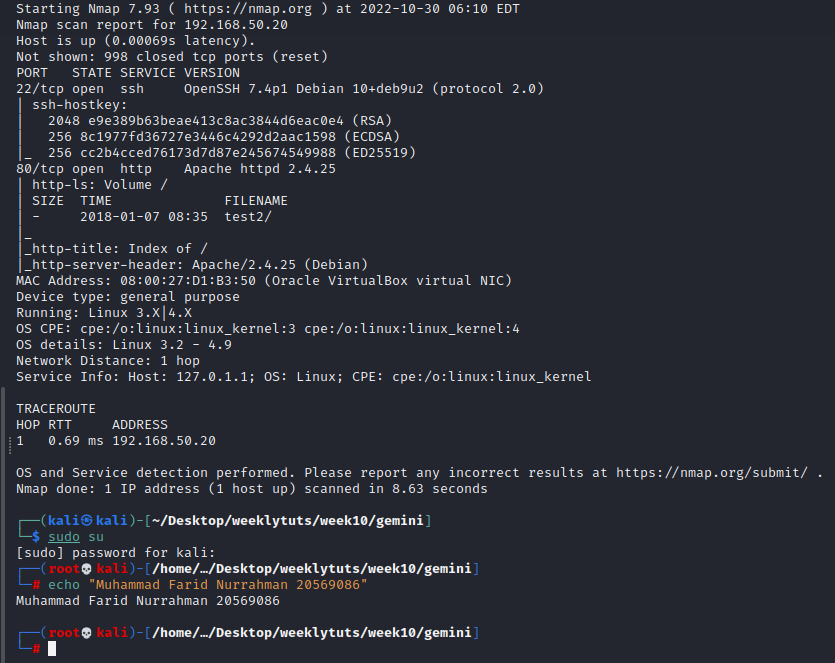 Starting Nmap 7.93 ( https://nmap.org ) at 2022-10-30 06:10 EDT
Nmap scan report for 192.168.50.20
Host is up (0.00069s latency).
Not shown: 998 closed tcp ports (reset)
PORT   STATE SERVICE VERSION
22/tcp open  ssh     OpenSSH 7.4p1 Debian 10+deb9u2 (protocol 2.0)
| ssh-hostkey:
|   2048 e9e389b63beae413c8ac3844d6eac0e4 (RSA)
|   256 8c1977fd36727e3446c4292d2aac1598 (ECDSA)
|_  256 cc2b4cced76173d7d87e245674549988 (ED25519)
80/tcp open  http    Apache httpd 2.4.25
| http-ls: Volume /
| SIZE  TIME              FILENAME
| -     2018-01-07 08:35  test2/
|_
|_http-title: Index of /
|_http-server-header: Apache/2.4.25 (Debian)
MAC Address: 08:00:27:D1:B3:50 (Oracle VirtualBox virtual NIC)
Device type: general purpose
Running: Linux 3.X|4.X
OS CPE: cpe:/o:linux:linux_kernel:3 cpe:/o:linux:linux_kernel:4
OS details: Linux 3.2 - 4.9
Network Distance: 1 hop
Service Info: Host: 127.0.1.1; OS: Linux; CPE: cpe:/o:linux:linux_kernel
TRACEROUTE
HOP RTT     ADDRESS
1   0.69 ms 192.168.50.20
OS and Service detection performed. Please report any incorrect results at https://nmap.org/submit/ .
Nmap done: 1 IP address (1 host up) scanned in 8.63 seconds
┌──(kali㉿kali)-[~/Desktop/weeklytuts/week10/gemini]
└─$ sudo su
[sudo] password for kali:
┌──(root💀kali)-[/home/…/Desktop/weeklytuts/week10/gemini]
└─# echo "Muhammad Farid Nurrahman 20569086"
Muhammad Farid Nurrahman 20569086
┌──(root💀kali)-[/home/…/Desktop/weeklytuts/week10/gemini]
└─#